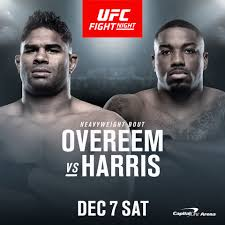 UFC
FIGHT NIGHT
HEAVYWEIGHT BOUT
OVEREEM
VS HARRIS
DEC 7 SAT
Capital One Arena